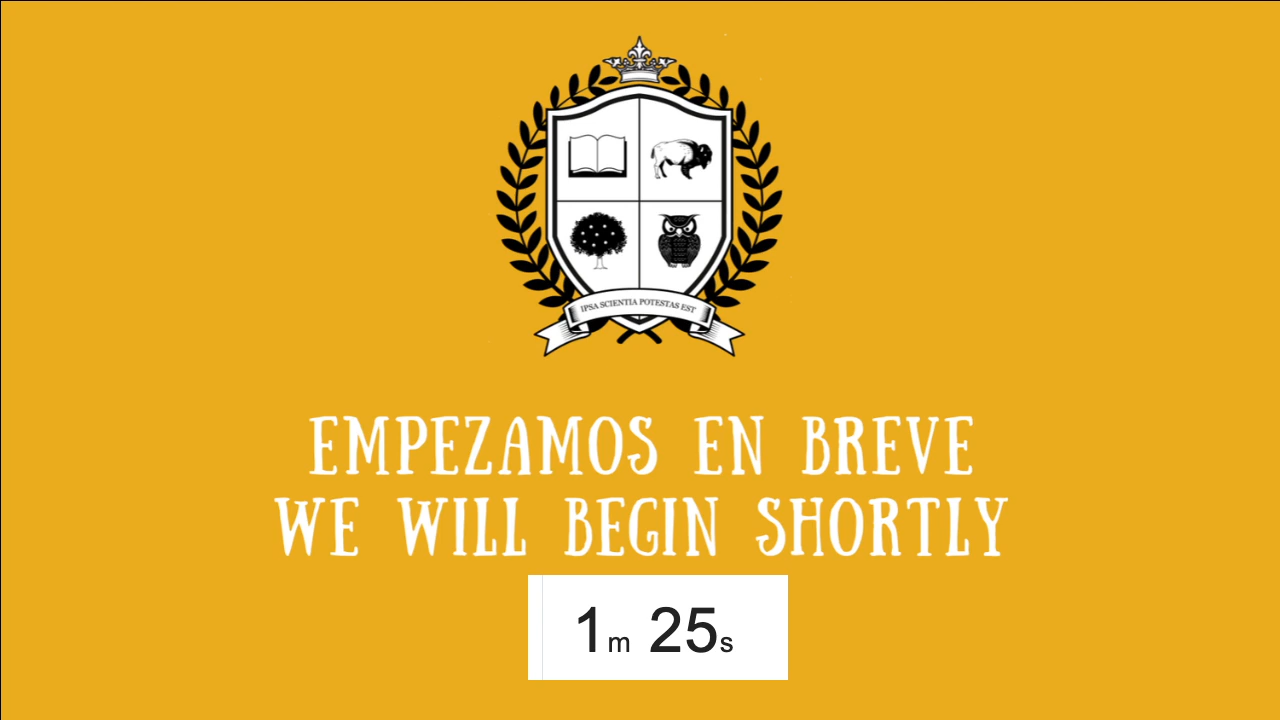 IPSA SCIENTIA POTESTAS EST
EMPEZAMOS EN BREVE
WE WILL BEGIN SHORTLY
1m 25s